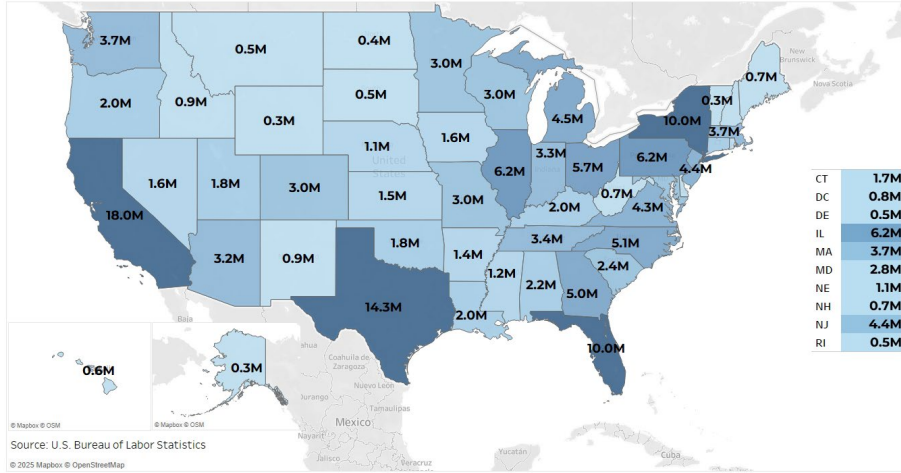 3.7M
0.5M
0.4M
3.0M
0.7M
New
Brunswick
Nova Scotia
2.0M
0.9M
0.5M
3.0M
0.3M
0.3M
4.5M
10.0M
3.7M
1.1M
1.6M
United
States
1.6M
1.8M
3.0M
1.5M
3.0M
6.2M
3.3M
5.7M
6.2M
4.4M
0.7M
4.3M
2.0M
18.0M
3.2M
0.9M
1.8M
1.4M
3.4M
5.1M
2.4M
1.2M
2.2M
5.0M
14.3M
2.0M
10.0M
CT 1.7M
DC 0.8M
DE 0.5M
IL 6.2M
MA 3.7M
MD 2.8M
NE 1.1M
NH 0.7M
NJ 4.4M
RI 0.5M
Baja
0.6M
0.3M
© Mapbox © OSM
© Mapbox © OSM
Coahuila de
Zaragoza
Nuevo León
Tamaulipas
Mexico
Jalisco
Veracruz
Yucatán
Cuba
Source: U.S. Bureau of Labor Statistics
© 2025 Mapbox © OpenStreetMap